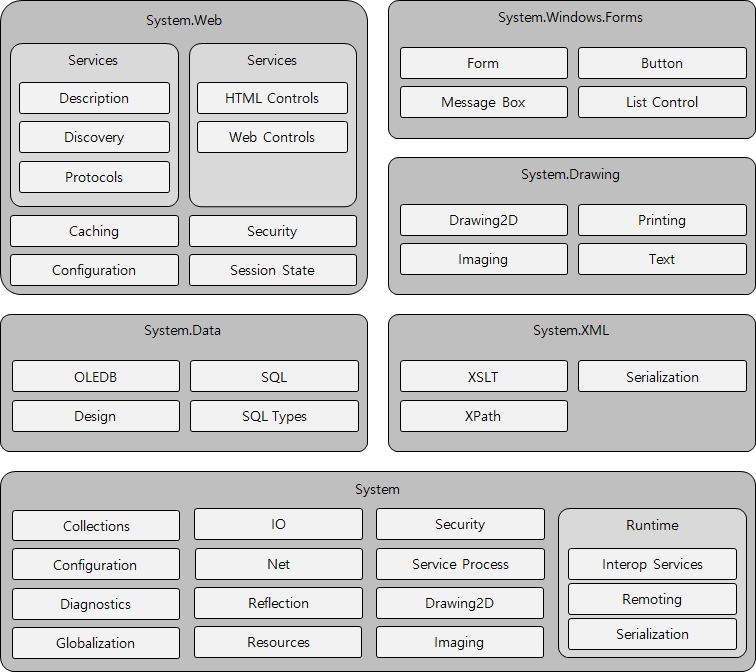 System.Web
Services
Description
Discovery
Protocols
Services
HTML Controls
Web Controls
Caching
Security
Configuration
Session State
System.Windows.Forms
Form
Button
Message Box
List Control
System.Drawing
Drawing2D
Printing
Imaging
Text
System.Data
OLEDB
SQL
Design
SQL Types
System.XML
XSLT
Serialization
XPath
System
Collections
Configuration
Diagnostics
Globalization
IO
Net
Reflection
Resources
Security
Service Process
Drawing2D
Imaging
Runtime
Interop Services
Remoting
Serialization